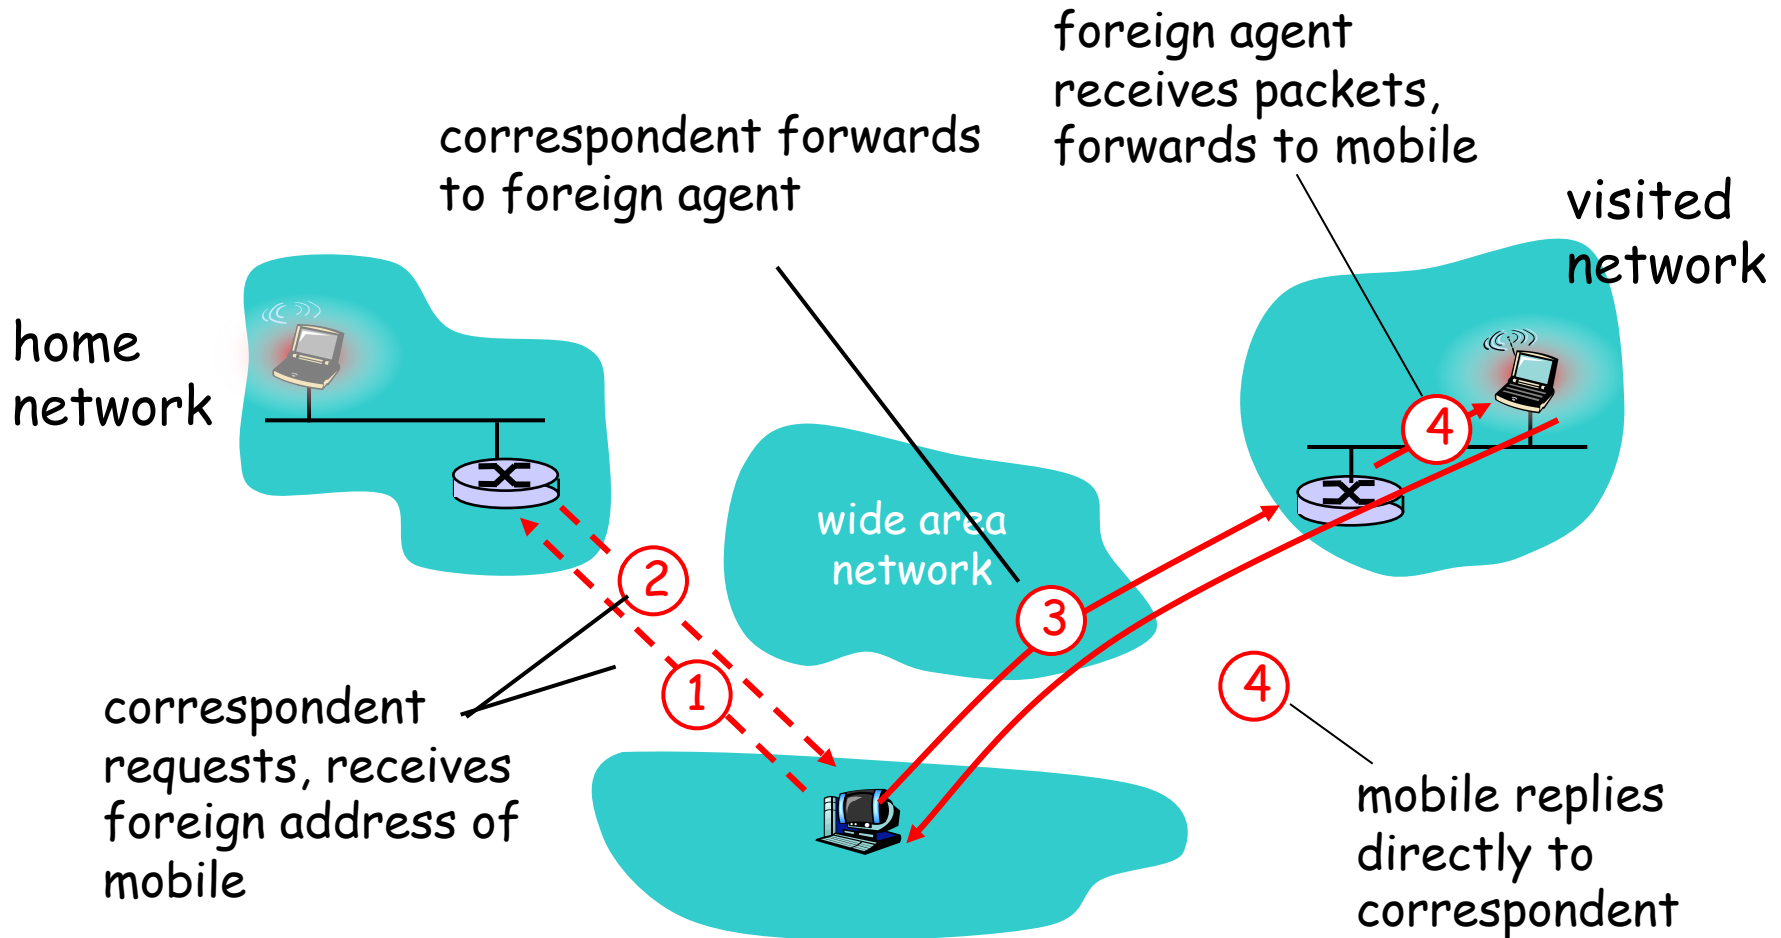 foreign agent
receives packets,
forwards to mobile
correspondent forwards
to foreign agent
visited
network
home
network
4
wide area
network
2
3
1
4
correspondent
requests, receives
foreign address of
mobile
mobile replies
directly to
correspondent